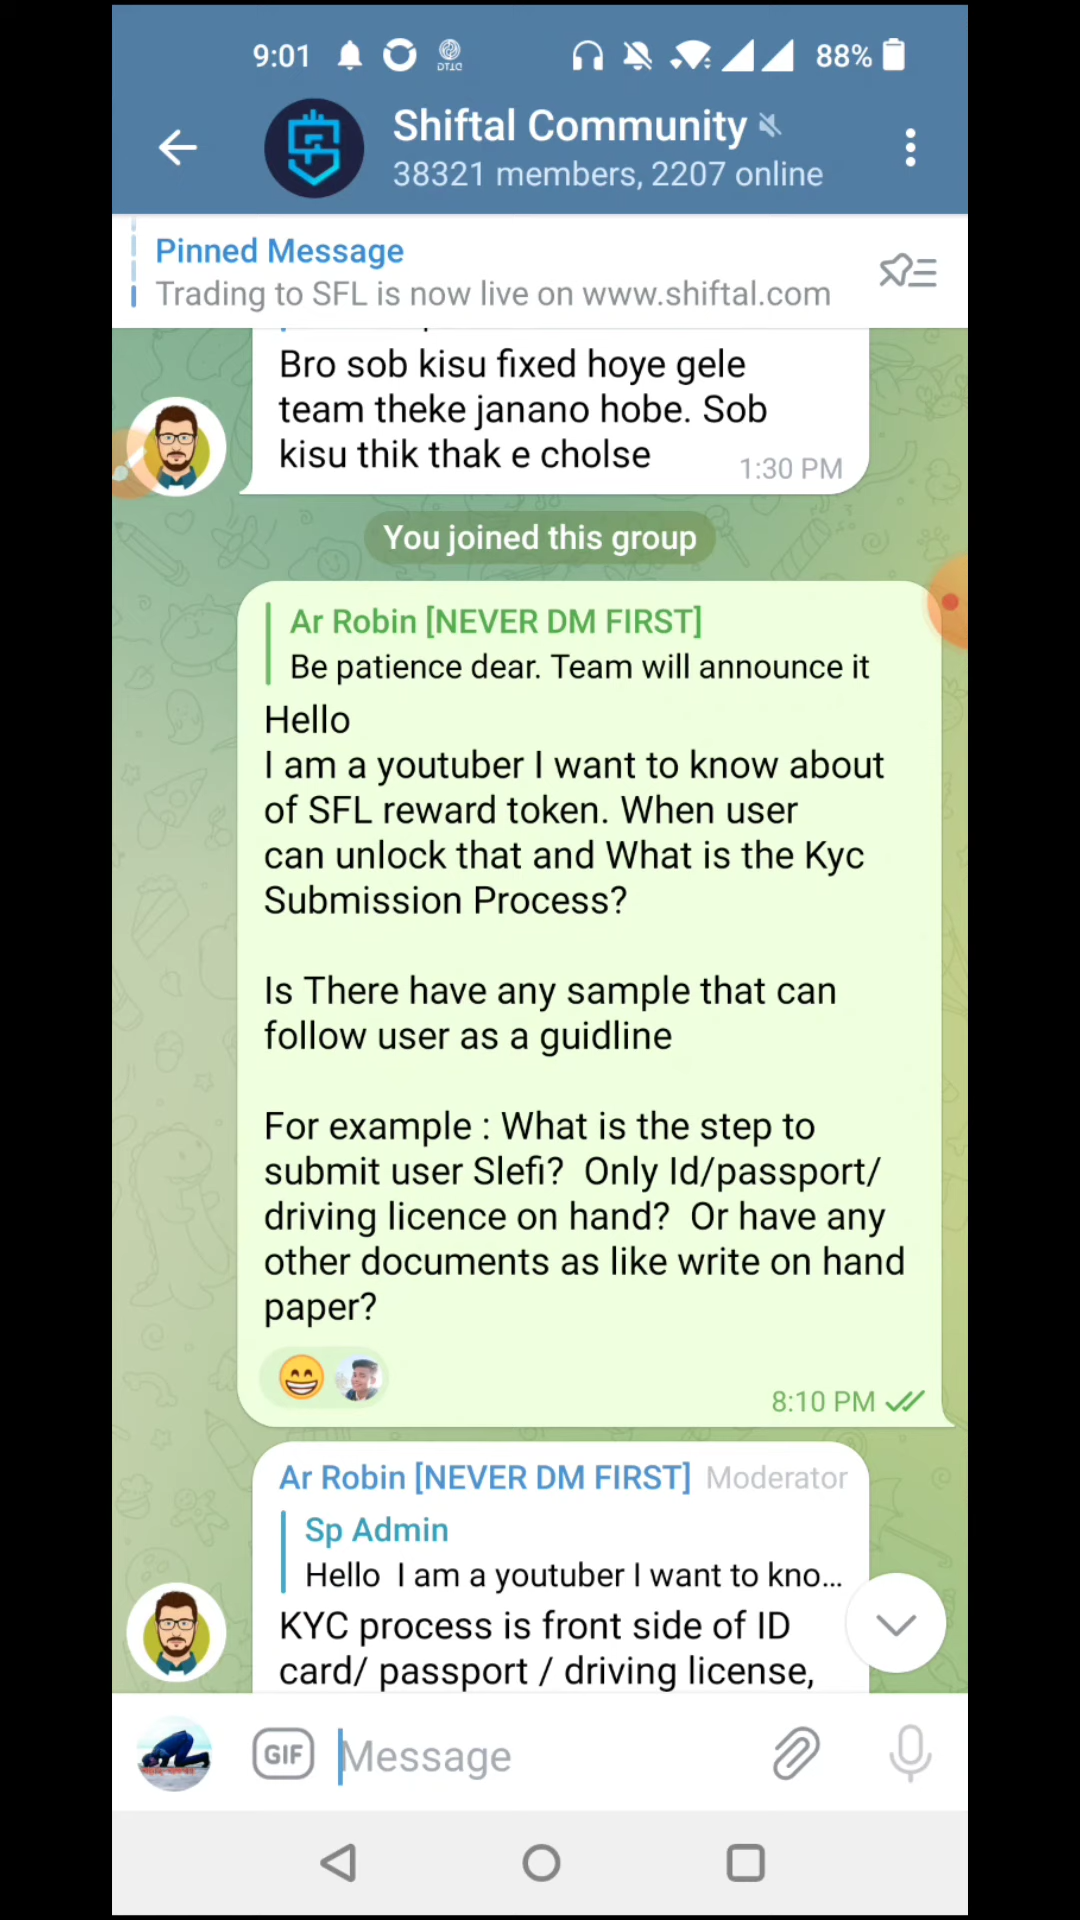 9:01
88%
Shiftal Community
38321 members, 2207 online
Pinned Message
Trading to SFL is now live on www.shiftal.com
Bro sob kisu fixed hoye gele
team theke janano hobe. Sob
kisu thik thak e cholse
1:30 PM
You joined this group
Ar Robin [NEVER DM FIRST]
Be patience dear. Team will announce it
Hello
I am a youtuber I want to know about
of SFL reward token. When user
can unlock that and What is the Kyc
Submission Process?
Is There have any sample that can
follow user as a guidline
For example : What is the step to
submit user Slefi?  Only Id/passport/
driving licence on hand?  Or have any
other documents as like write on hand
paper?
8:10 PM
Ar Robin [NEVER DM FIRST] Moderator
Sp Admin
Hello  I am a youtuber I want to kno...
KYC process is front side of ID
card/ passport / driving license,
GIF
Message